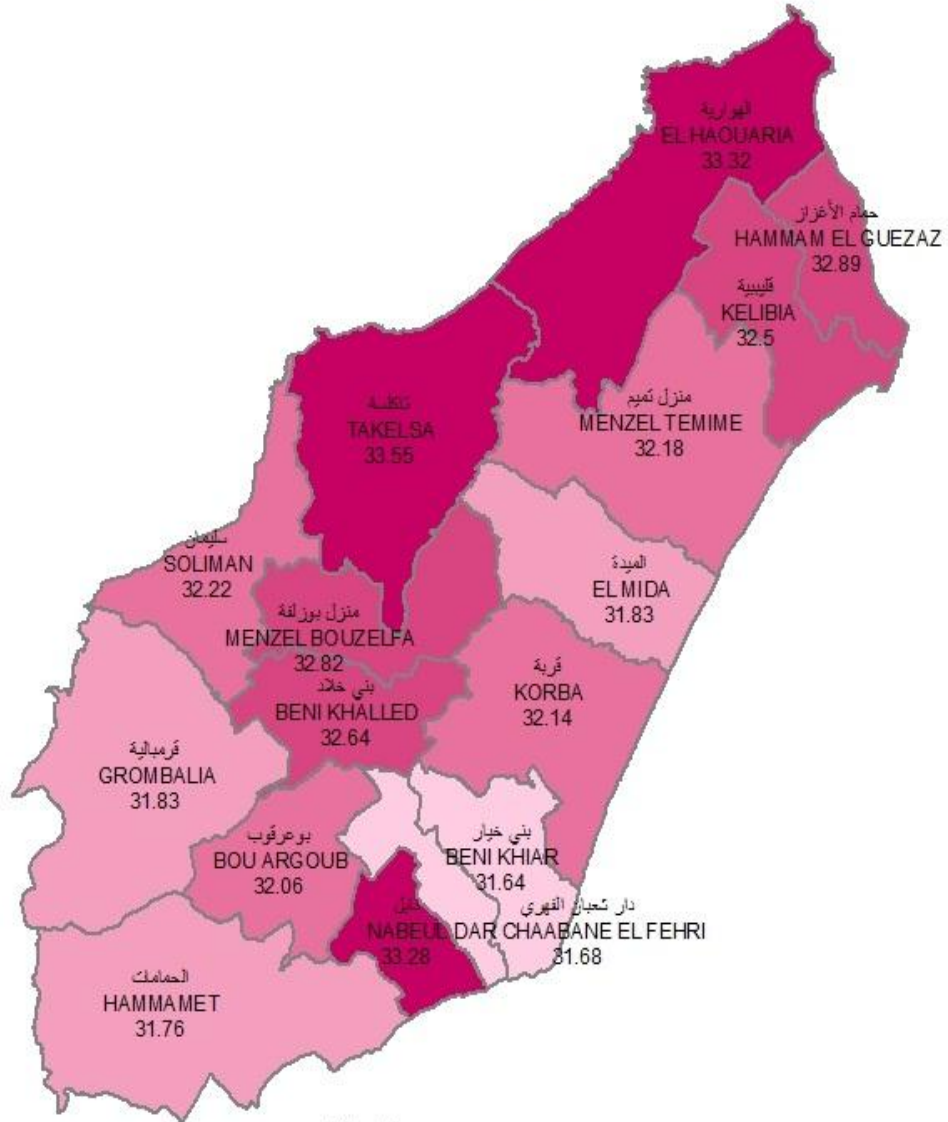 الهوارية
EL HAOUARIA
33.32
حمام الأغزاز
HAMMAM EL GUEZAZ
32.89
قليبية
KELIBIA
32.5
منزل تميم
MENZEL TEMIME
32.18
تاكلسة
TAKELSA
33.55
الميدة
EL MIDA
31.83
سليمان
SOLIMAN
32.22
منزل بوزلفة
MENZEL BOUZELFA
32.82
قربة
KORBA
32.14
بني خلاد
BENI KHALLED
32.64
قرمبالية
GROMBALIA
31.83
بوعرقوب
BOU ARGOUB
32.06
بني خيار
BENI KHIAR
31.64
نابل
NABEUL
33.28
دار شعبان الفهري
DAR CHAABANE EL FEHRI
31.68
الحمامات
HAMMAMET
31.76